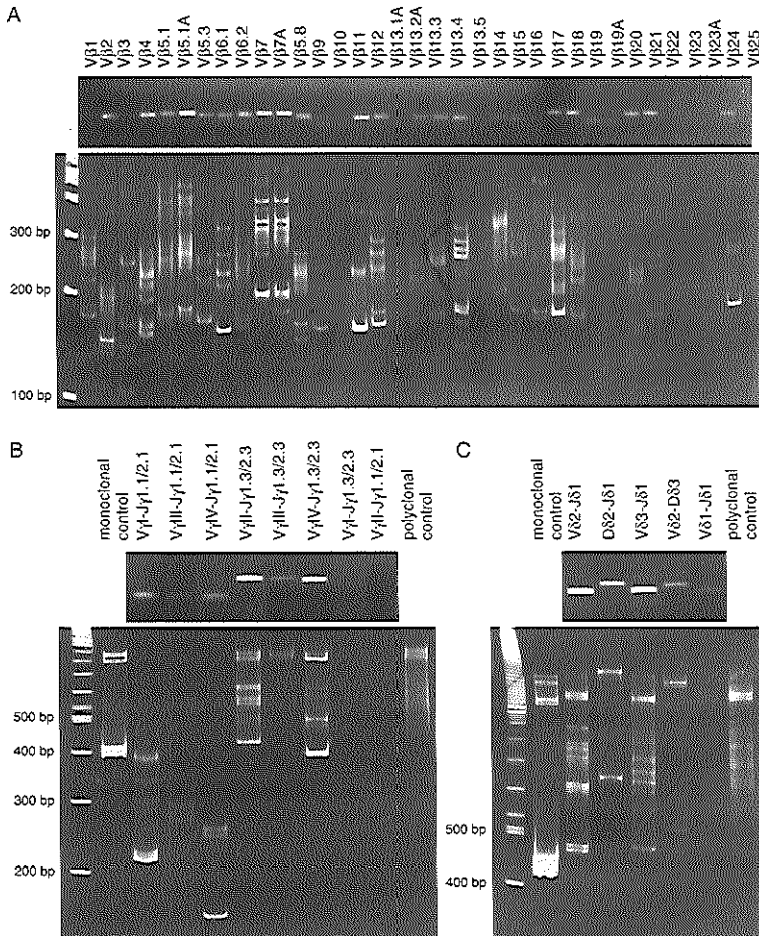 A
Vβ1
Vβ2
Vβ3
Vβ4
Vβ5.1
Vβ5.1A
Vβ5.3
Vβ6.1
Vβ6.2
Vβ7
Vβ7A
Vβ5.8
Vβ9
Vβ10
Vβ11
Vβ12
Vβ13.1A
Vβ13.2A
Vβ13.3
Vβ13.4
Vβ13.5
Vβ14
Vβ15
Vβ16
Vβ17
Vβ18
Vβ19
Vβ19A
Vβ20
Vβ21
Vβ22
Vβ23
Vβ23A
Vβ24
Vβ25
300 bp
200 bp
100 bp
B
monoclonal
control
VγI-Jγ1.1/2.1
VγIII-Jγ1.1/2.1
VγIV-Jγ1.1/2.1
VγII-Jγ1.3/2.3
VγIII-Jγ1.3/2.3
VγIV-Jγ1.3/2.3
VγI-Jγ1.3/2.3
VγII-Jγ1.1/2.1
polyclonal
control
500 bp
400 bp
300 bp
200 bp
C
monoclonal
control
Vδ2-Jδ1
Dδ2-Jδ1
Vδ3-Jδ1
Vδ2-Dδ3
Vδ1-Jδ1
polyclonal
control
500 bp
400 bp